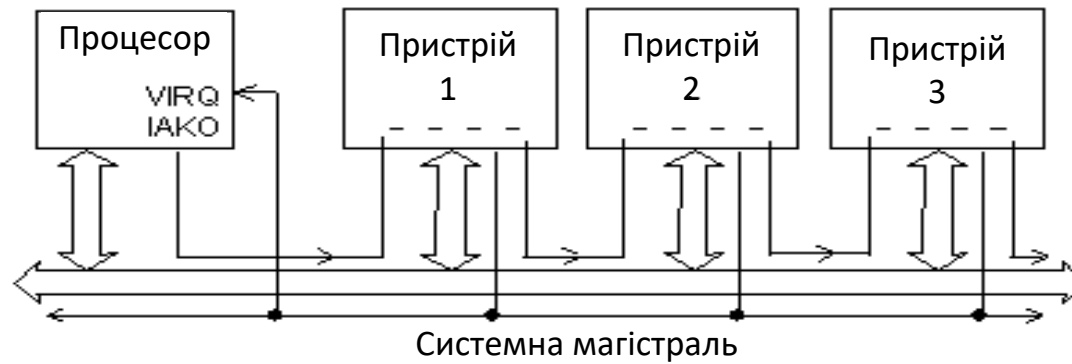 Процесор
VIRQ
IAKO
Пристрій
1
Пристрій
2
Пристрій
3
Системна магістраль